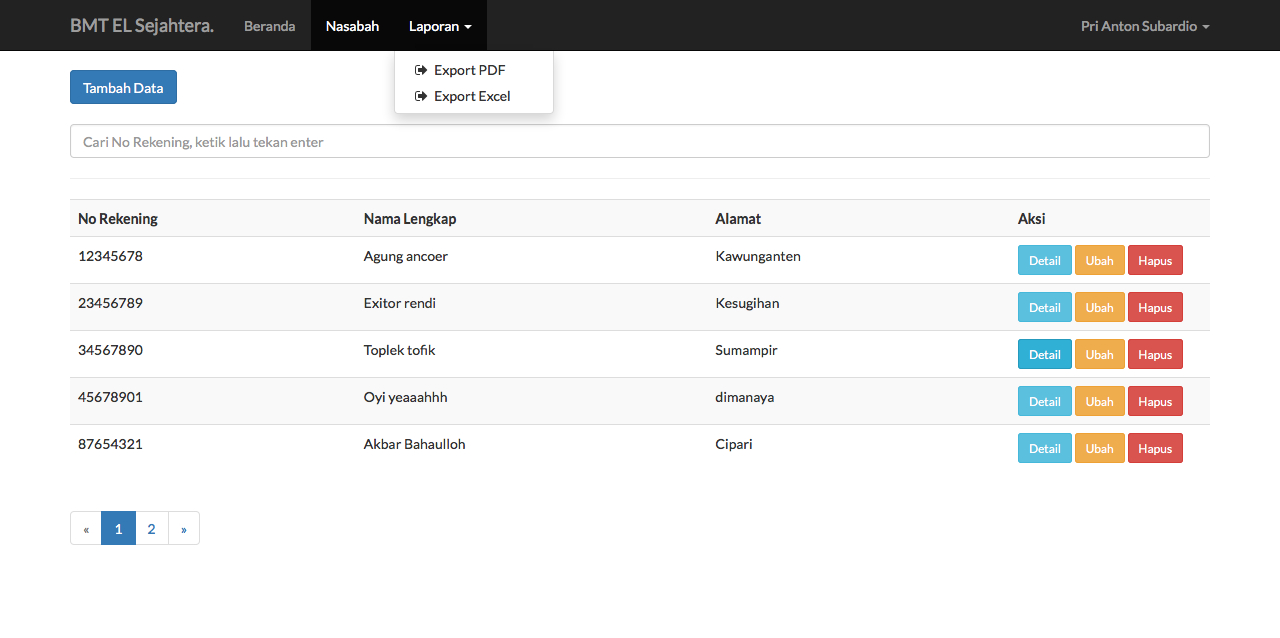 BMT EL Sejahtera. Beranda Nasabah Laporan Pri Anton Subardio
Export PDF
Export Excel
Tambah Data
Cari No Rekening, ketik lalu tekan enter
No Rekening Nama Lengkap Alamat Aksi
12345678 Agung ancoer Kawunganten Detail Ubah Hapus
23456789 Exitor rendi Kesugihan Detail Ubah Hapus
34567890 Toplek tofik Sumampir Detail Ubah Hapus
45678901 Oyi yeaaahhh dimanaya Detail Ubah Hapus
87654321 Akbar Bahaulloh Cipari Detail Ubah Hapus
« 1 2 »